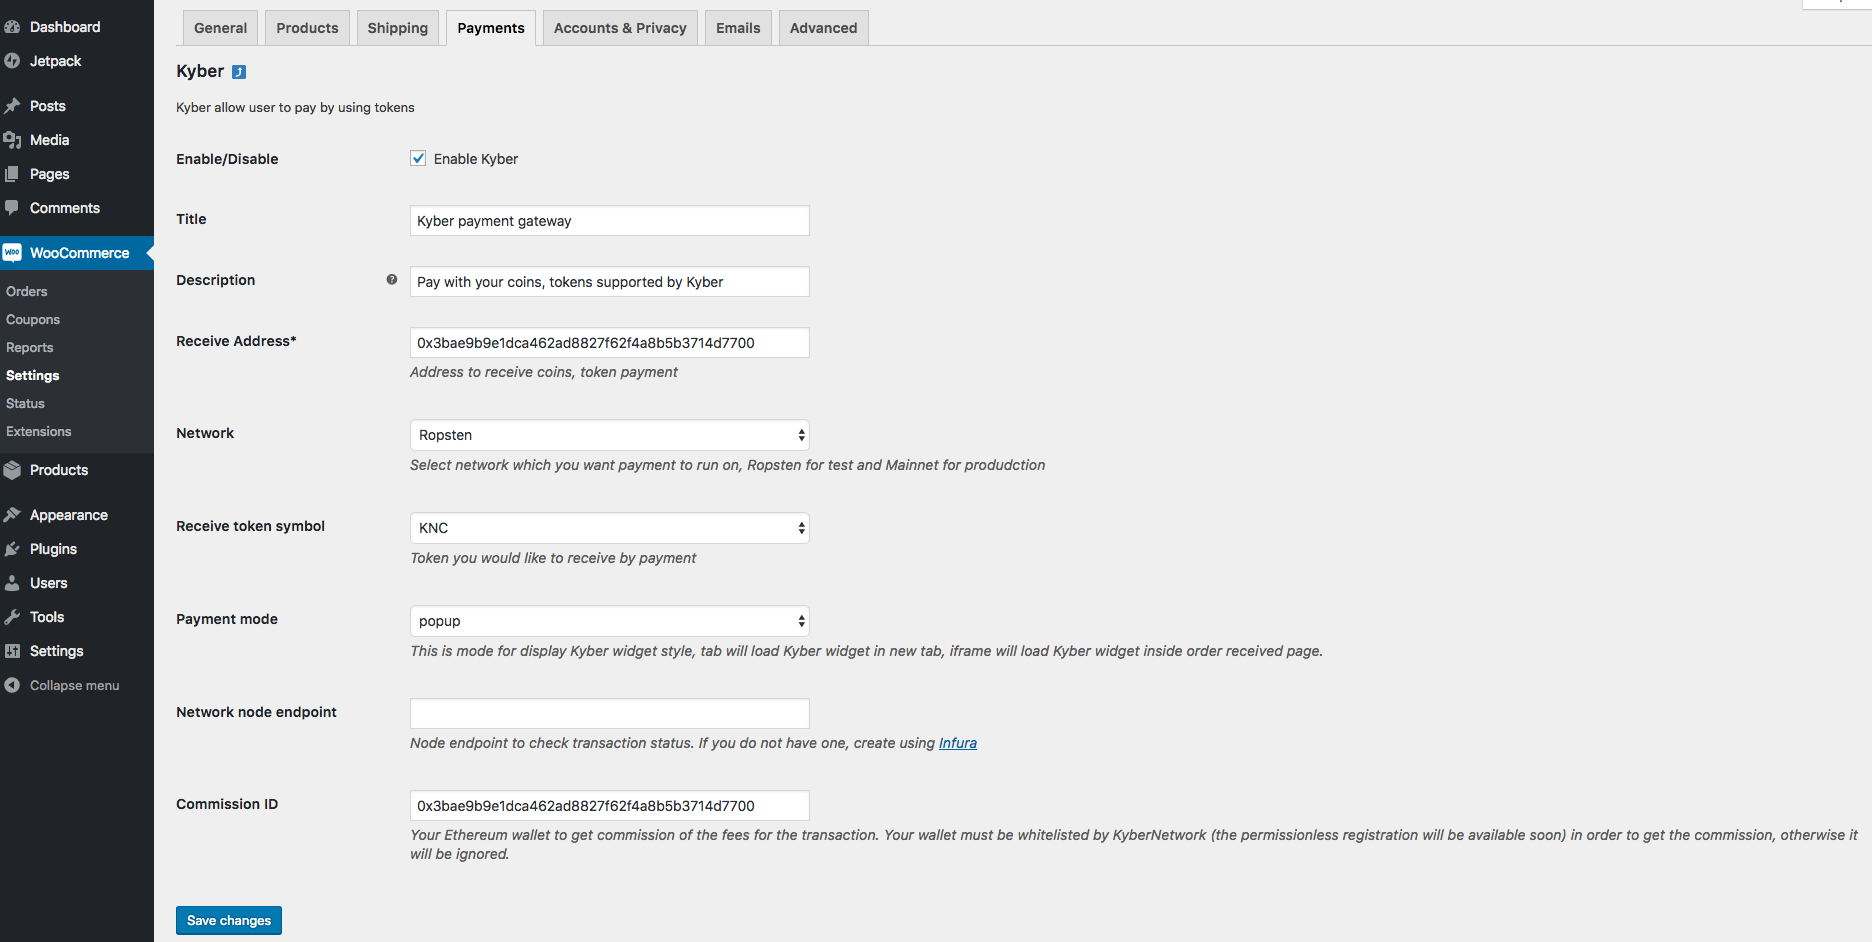 Dashboard
Jetpack
Posts
Media
Pages
Comments
WOO WooCommerce
Orders
Coupons
Reports
Settings
Status
Extensions
Products
Appearance
Plugins
Users
Tools
Settings
Collapse menu
General Products Shipping Payments Accounts & Privacy Emails Advanced
Kyber
Kyber allow user to pay by using tokens
Enable/Disable Enable Kyber
Title Kyber payment gateway
Description ? Pay with your coins, tokens supported by Kyber
Receive Address* 0x3bae9b9e1dca462ad8827f62f4a8b5b3714d7700
Address to receive coins, token payment
Network Ropsten
Select network which you want payment to run on, Ropsten for test and Mainnet for produdction
Receive token symbol KNC
Token you would like to receive by payment
Payment mode popup
This is mode for display Kyber widget style, tab will load Kyber widget in new tab, iframe will load Kyber widget inside order received page.
Network node endpoint
Node endpoint to check transaction status. If you do not have one, create using Infura
Commission ID 0x3bae9b9e1dca462ad8827f62f4a8b5b3714d7700
Your Ethereum wallet to get commission of the fees for the transaction. Your wallet must be whitelisted by KyberNetwork (the permissionless registration will be available soon) in order to get the commission, otherwise it
will be ignored.
Save changes